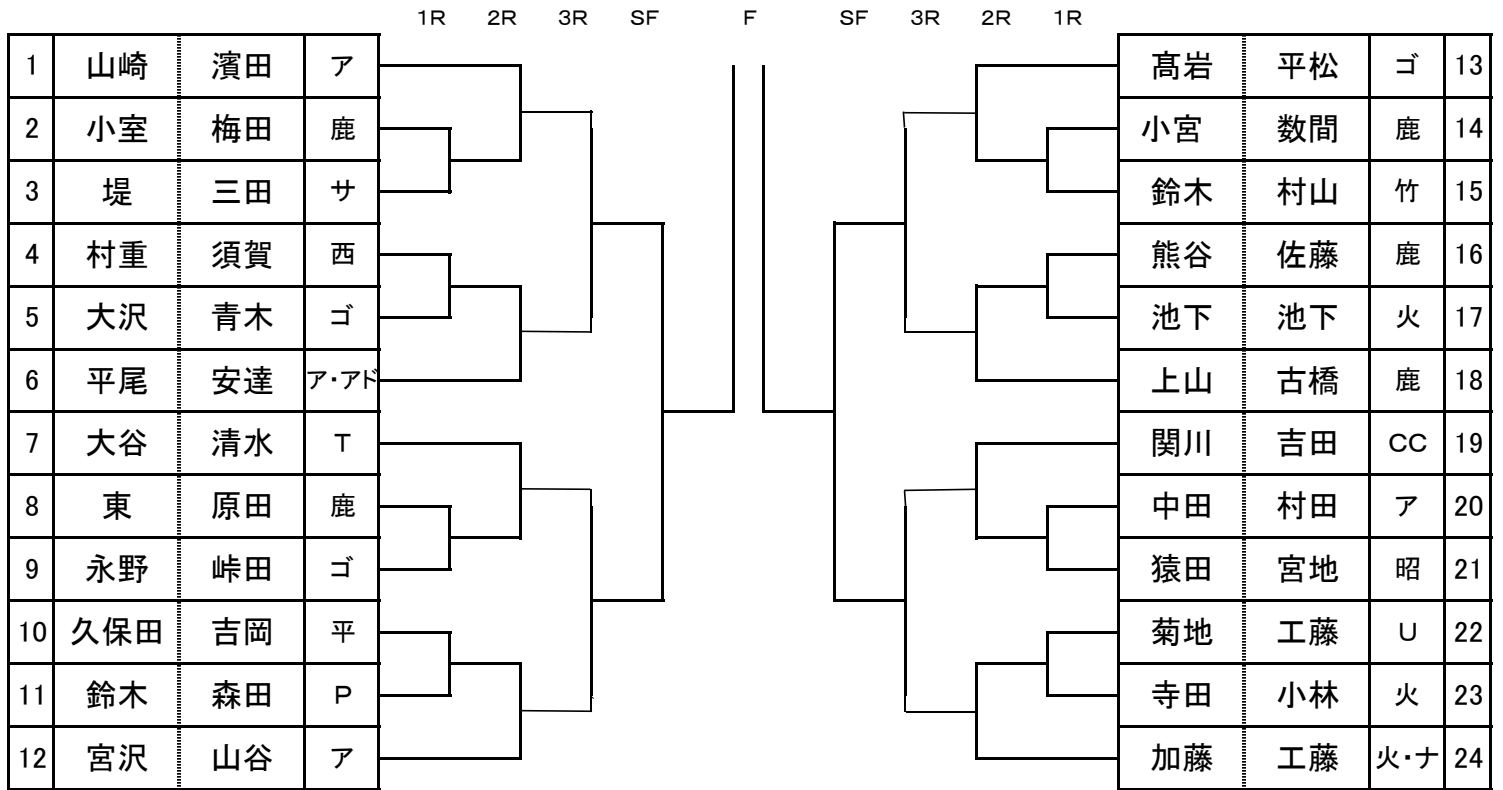 1R 2R 3R SF F SF 3R 2R 1R
1 山崎 濱田 ア 髙岩 平松 ゴ 13
2 小室 梅田 鹿 小宮 数間 鹿 14
3 堤 三田 サ 鈴木 村山 竹 15
4 村重 須賀 西 熊谷 佐藤 鹿 16
5 大沢 青木 ゴ 池下 池下 火 17
6 平尾 安達 ア・アド 上山 古橋 鹿 18
7 大谷 清水 T 関川 吉田 CC 19
8 東 原田 鹿 中田 村田 ア 20
9 永野 峠田 ゴ 猿田 宮地 昭 21
10 久保田 吉岡 平 菊地 工藤 U 22
11 鈴木 森田 P 寺田 小林 火 23
12 宮沢 山谷 ア 加藤 工藤 火・ナ 24